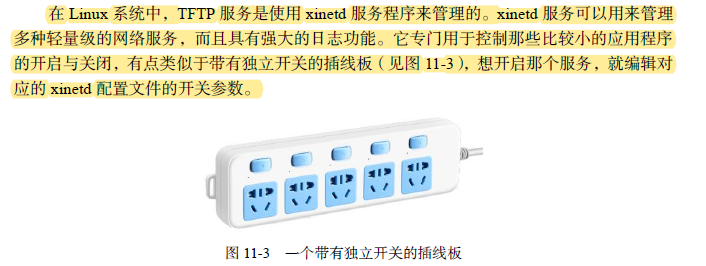 在 Linux 系统中，TFTP 服务是使用 xinetd 服务程序来管理的。xinetd 服务可以用来管理
多种轻量级的网络服务，而且具有强大的日志功能。它专门用于控制那些比较小的应用程序
的开启与关闭，有点类似于带有独立开关的插线板（见图 11-3），想开启那个服务，就编辑对
应的 xinetd 配置文件的开关参数。
图 11-3 一个带有独立开关的插线板